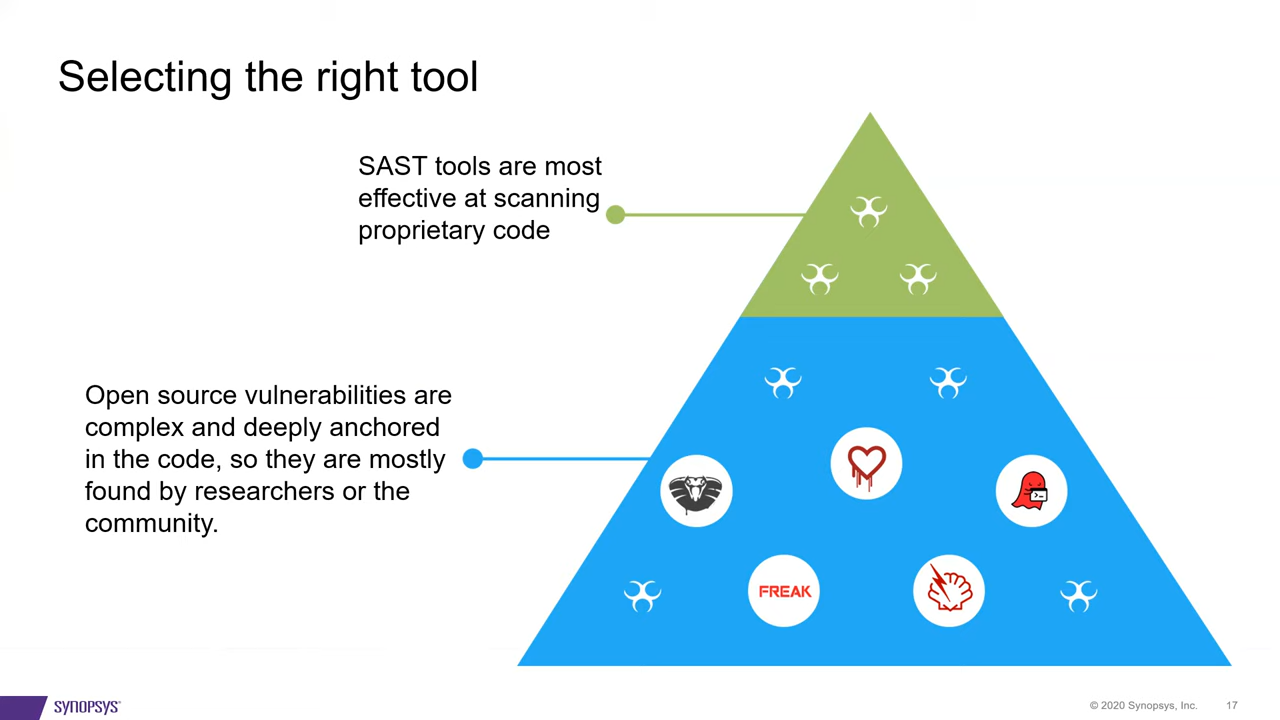 Selecting the right tool
SAST tools are most
effective at scanning
proprietary code
Open source vulnerabilities are
complex and deeply anchored
in the code, so they are mostly
found by researchers or the
community.
FREAK
SYNOPSYS®
© 2020 Synopsys, Inc.
17